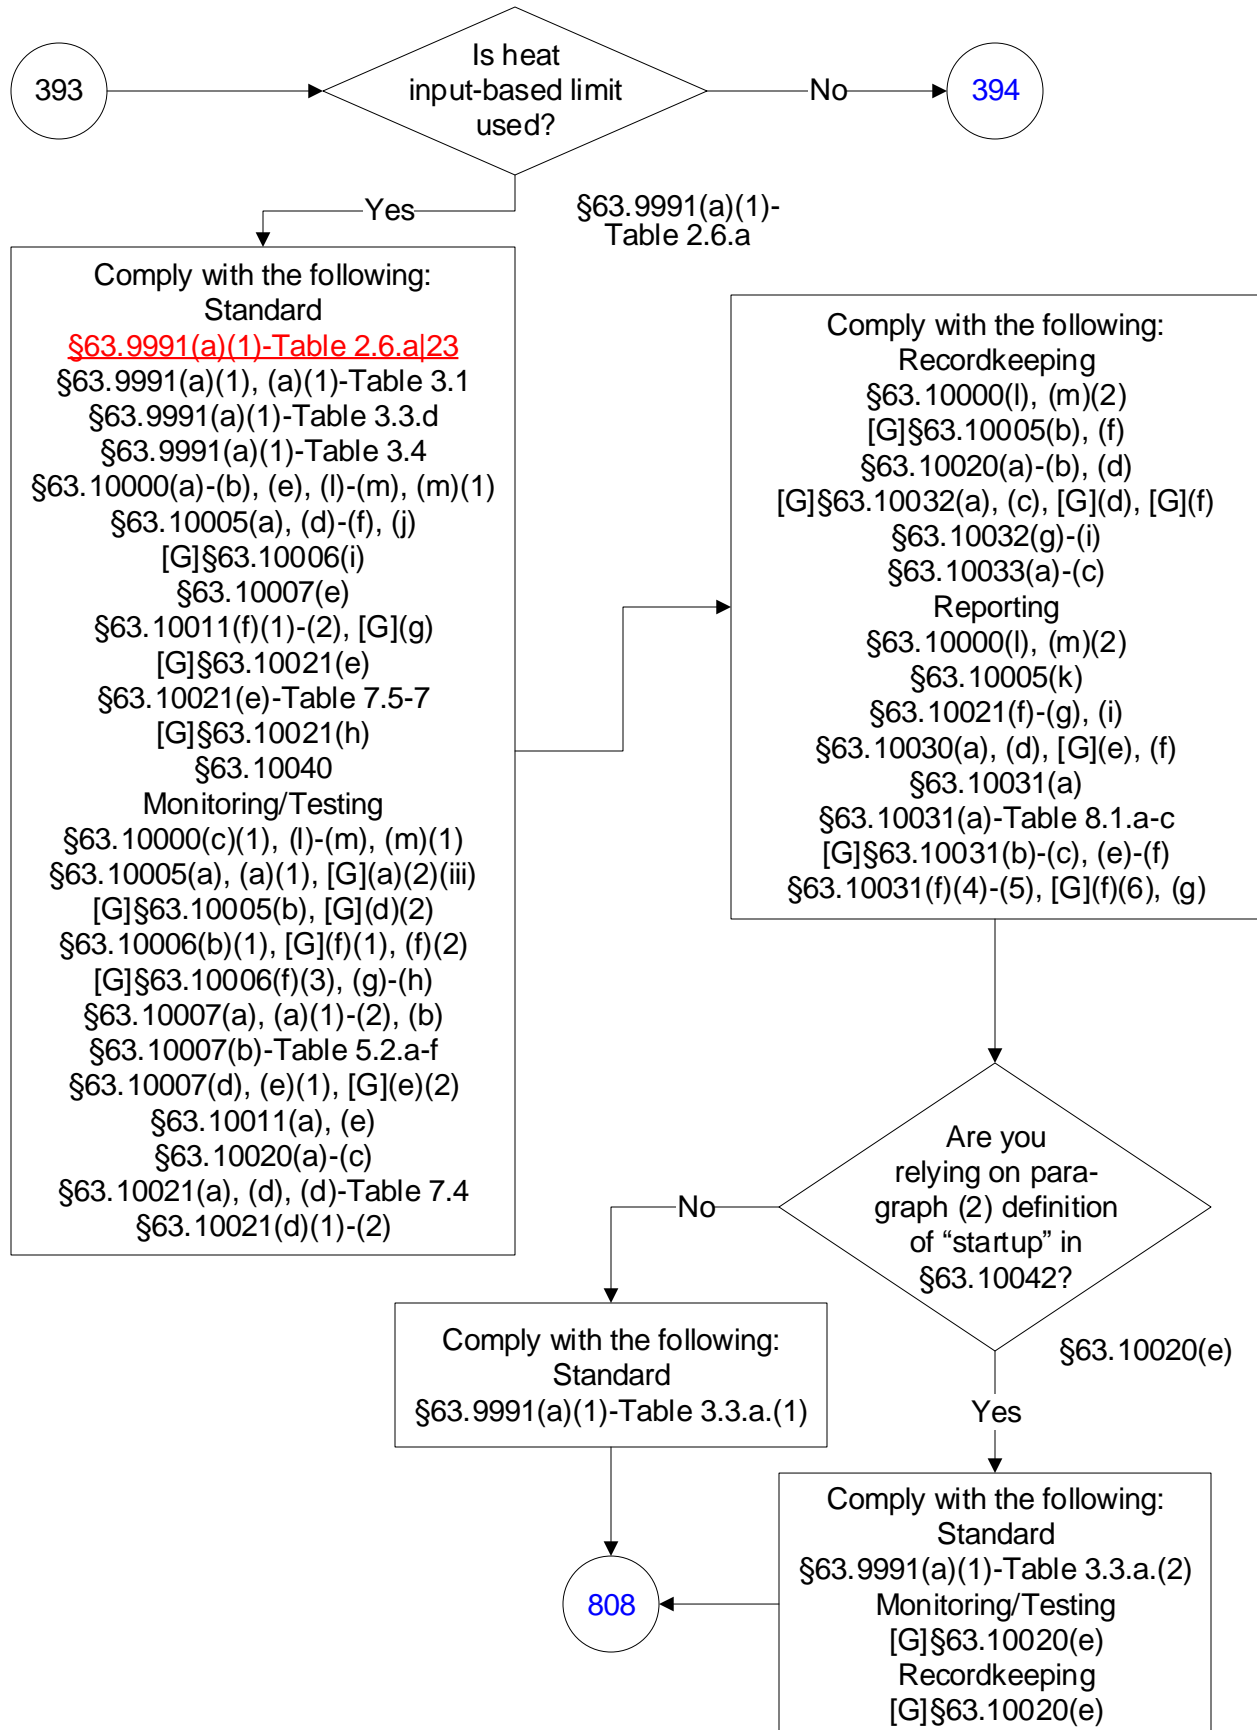 393
Is heat
input-based limit
used?
No
394
Yes
§63.9991(a)(1)-
Table 2.6.a
Comply with the following:
Standard
§63.9991(a)(1)-Table 2.6.a|23
§63.9991(a)(1), (a)(1)-Table 3.1
§63.9991(a)(1)-Table 3.3.d
§63.9991(a)(1)-Table 3.4
§63.10000(a)-(b), (e), (l)-(m), (m)(1)
§63.10005(a), (d)-(f), (j)
[G]§63.10006(i)
§63.10007(e)
§63.10011(f)(1)-(2), [G](g)
[G]§63.10021(e)
§63.10021(e)-Table 7.5-7
[G]§63.10021(h)
§63.10040
Monitoring/Testing
§63.10000(c)(1), (l)-(m), (m)(1)
§63.10005(a), (a)(1), [G](a)(2)(iii)
[G]§63.10005(b), [G](d)(2)
§63.10006(b)(1), [G](f)(1), (f)(2)
[G]§63.10006(f)(3), (g)-(h)
§63.10007(a), (a)(1)-(2), (b)
§63.10007(b)-Table 5.2.a-f
§63.10007(d), (e)(1), [G](e)(2)
§63.10011(a), (e)
§63.10020(a)-(c)
§63.10021(a), (d), (d)-Table 7.4
§63.10021(d)(1)-(2)
Comply with the following:
Recordkeeping
§63.10000(l), (m)(2)
[G]§63.10005(b), (f)
§63.10020(a)-(b), (d)
[G]§63.10032(a), (c), [G](d), [G](f)
§63.10032(g)-(i)
§63.10033(a)-(c)
Reporting
§63.10000(l), (m)(2)
§63.10005(k)
§63.10021(f)-(g), (i)
§63.10030(a), (d), [G](e), (f)
§63.10031(a)
§63.10031(a)-Table 8.1.a-c
[G]§63.10031(b)-(c), (e)-(f)
§63.10031(f)(4)-(5), [G](f)(6), (g)
Are you
relying on para-
graph (2) definition
of “startup” in
§63.10042?
No
§63.10020(e)
Yes
Comply with the following:
Standard
§63.9991(a)(1)-Table 3.3.a.(1)
Comply with the following:
Standard
§63.9991(a)(1)-Table 3.3.a.(2)
Monitoring/Testing
[G]§63.10020(e)
Recordkeeping
[G]§63.10020(e)
808